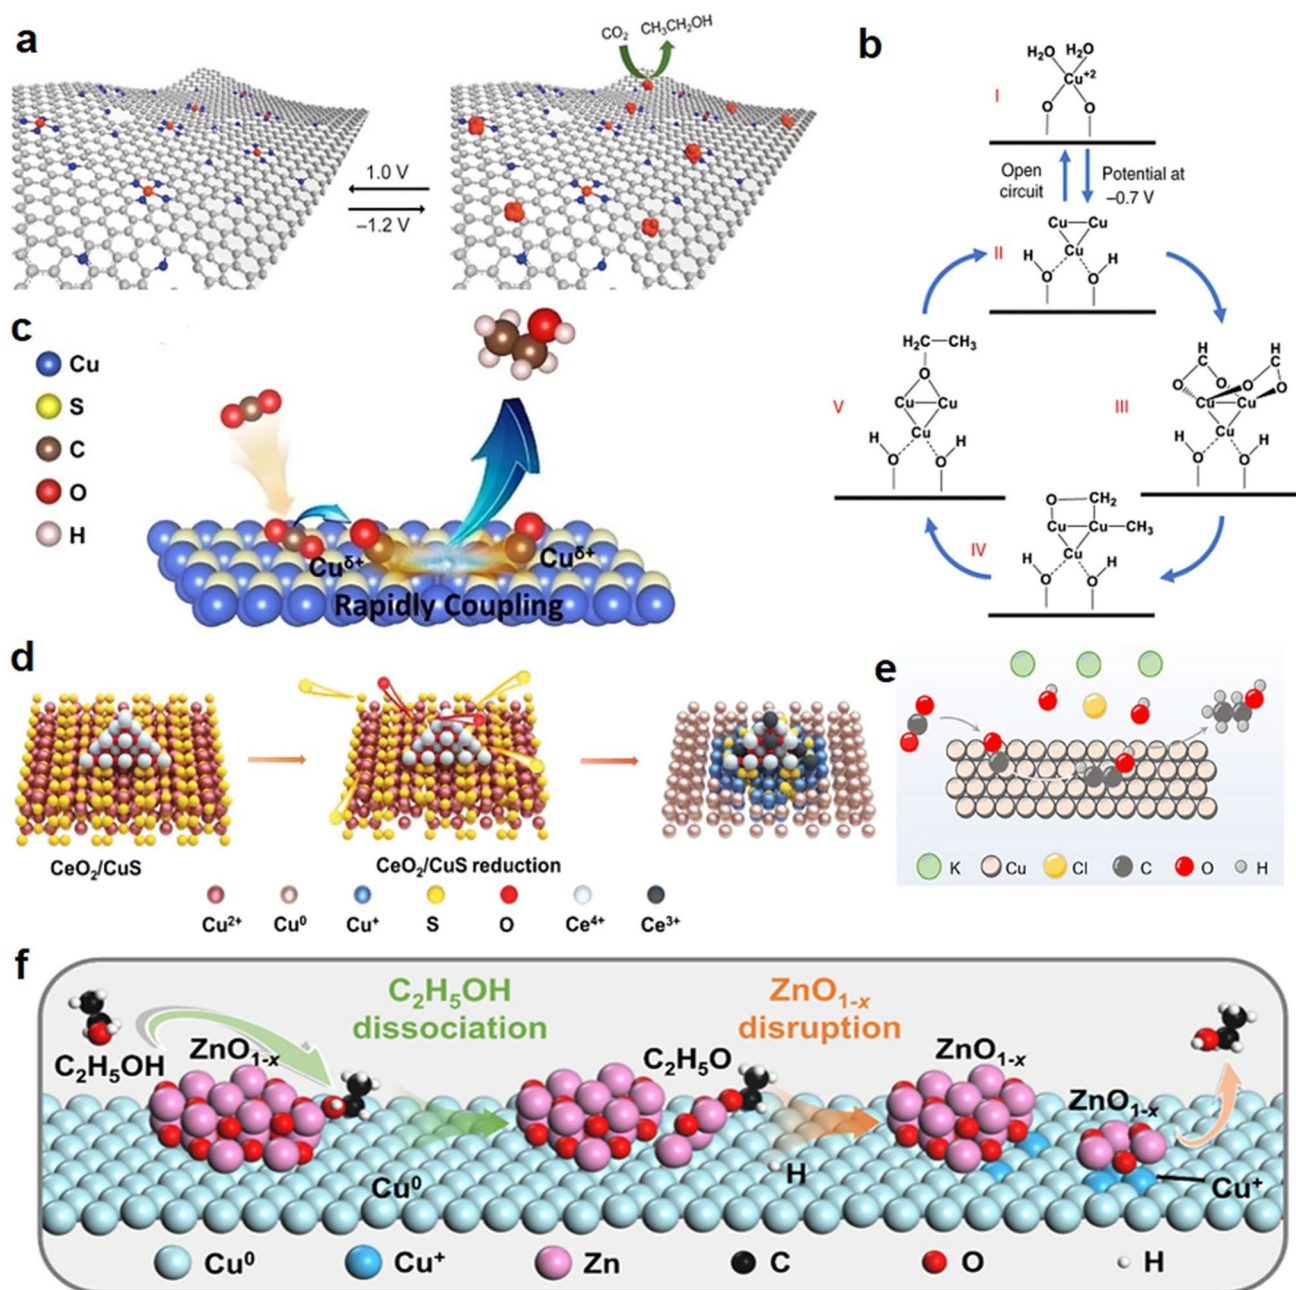 a
CO₂ CH₃CH₂OH
1.0 V
–1.2 V
b
H₂O H₂O
Cu⁺²
I
O O
Open circuit
Potential at –0.7 V
Cu Cu
Cu
II
H H
O O
H₂C CH₃
O
V
Cu Cu
Cu
H H
O O
III
H H
C C
O O O O
Cu Cu
Cu
H H
O O
O CH₂
Cu Cu CH₃
IV
Cu
H H
O O
c
Cu
S
C
O
H
Cuᵟ⁺ Cuᵟ⁺
Rapidly Coupling
d
CeO₂/CuS
CeO₂/CuS reduction
Cu²⁺ Cu⁰ Cu⁺ S O Ce⁴⁺ Ce³⁺
e
K Cu Cl C O H
f
C₂H₅OH dissociation
ZnO₁₋ₓ disruption
C₂H₅OH
ZnO₁₋ₓ
C₂H₅O
ZnO₁₋ₓ
ZnO₁₋ₓ
Cu⁰
H
Cu⁺
Cu⁰ Cu⁺ Zn C O H